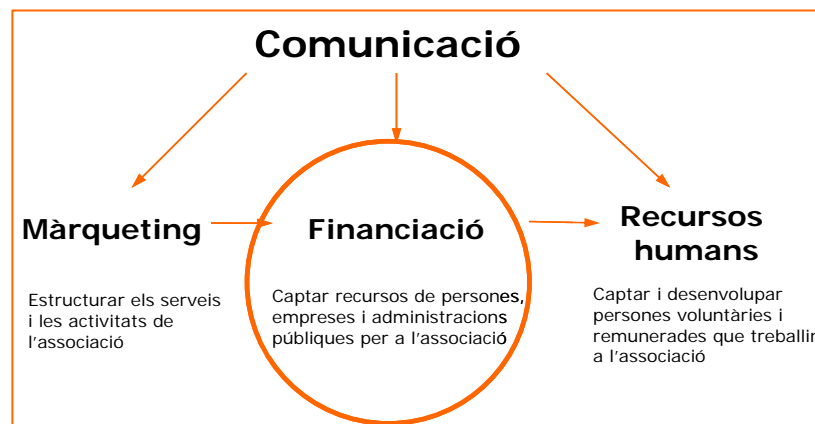 Comunicació
Màrqueting
Estructurar els serveis
i les activitats de
l'associació
Financiació
Captar recursos de persones,
empreses i administracions
públiques per a l'associació
Recursos
humans
Captar i desenvolupar
persones voluntàries i
remunerades que treballin
a l'associació